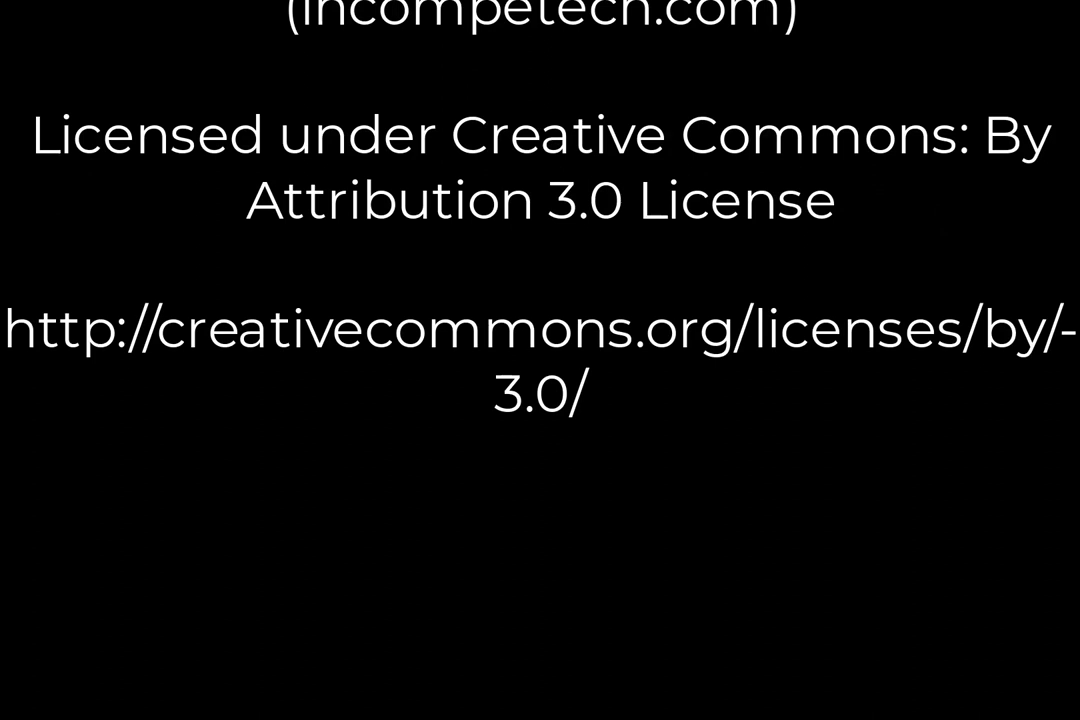 (incompetech.com)
Licensed under Creative Commons: By
Attribution 3.0 License
http://creativecommons.org/licenses/by/-
3.0/